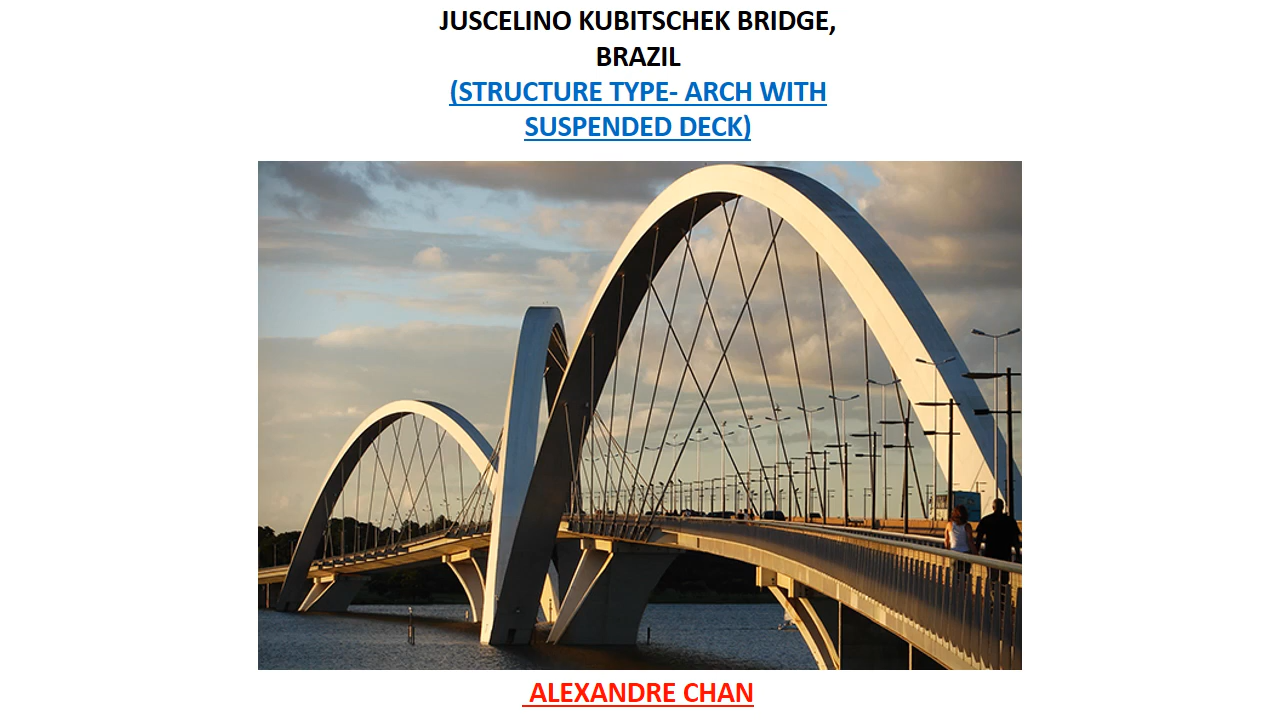 JUSCELINO KUBITSCHEK BRIDGE,
BRAZIL
(STRUCTURE TYPE- ARCH WITH
SUSPENDED DECK)
ALEXANDRE CHAN